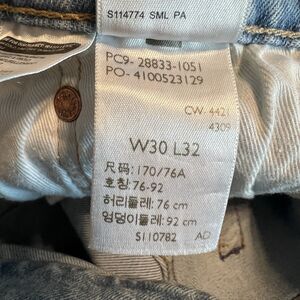 S114774 SML PA
PC9- 28833-1051
PO- 4100523129
CW- 4421
4309
W30 L32
尺码: 170/76A
호칭: 76-92
허리둘레: 76 cm
엉덩이둘레: 92 cm
S110782 AD